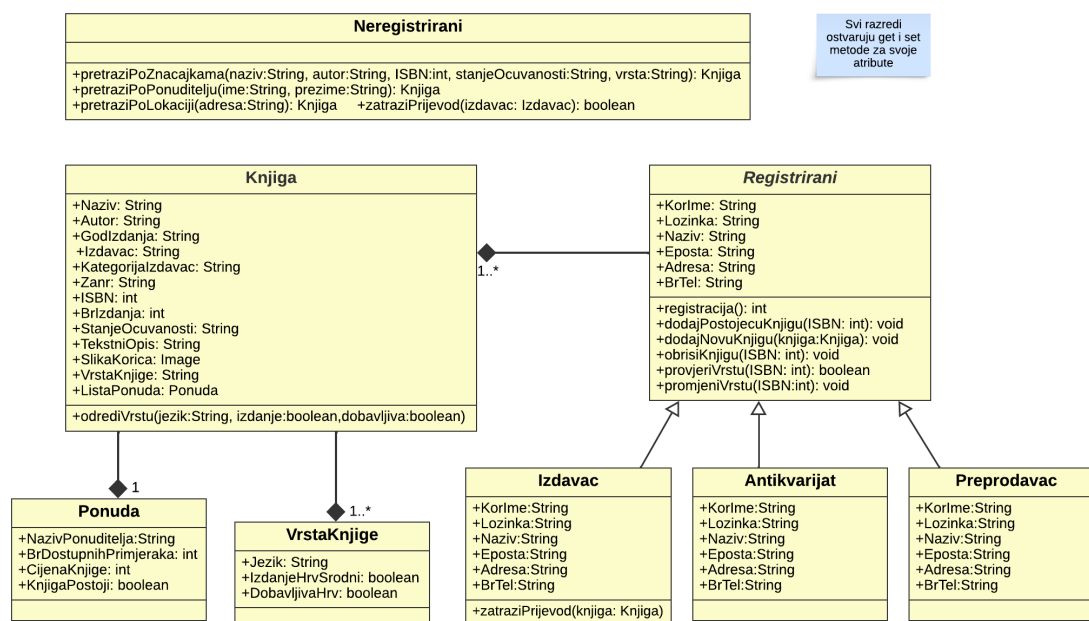 Neregistrirani
+pretraziPoZnacajkama(naziv:String, autor:String, ISBN:int, stanjeOcuvanosti:String, vrsta:String): Knjiga
+pretraziPoPonuditelju(ime:String, prezime:String): Knjiga
+pretraziPoLokaciji(adresa:String): Knjiga +zatraziPrijevod(izdavac: Izdavac): boolean
Svi razredi
ostvaruju get i set
metode za svoje
atribute
Knjiga
+Naziv: String
+Autor: String
+GodIzdanja: String
+Izdavac: String
+KategorijaIzdavac: String
+Zanr: String
+ISBN: int
+BrIzdanja: int
+StanjeOcuvanosti: String
+TekstniOpis: String
+SlikaKorica: Image
+VrstaKnjige: String
+ListaPonuda: Ponuda
+odrediVrstu(jezik:String, izdanje:boolean,dobavljiva:boolean)
1..*
Registrirani
+KorIme: String
+Lozinka: String
+Naziv: String
+Eposta: String
+Adresa: String
+BrTel: String
+registracija(): int
+dodajPostojecuKnjigu(ISBN: int): void
+dodajNovuKnjigu(knjiga:Knjiga): void
+obrisiKnjigu(ISBN: int): void
+provjeriVrstu(ISBN: int): boolean
+promjeniVrstu(ISBN:int): void
1
Ponuda
+NazivPonuditelja:String
+BrDostupnihPrimjeraka: int
+CijenaKnjige: int
+KnjigaPostoji: boolean
1..*
VrstaKnjige
+Jezik: String
+IzdanjeHrvSrodni: boolean
+DobavljivaHrv: boolean
Izdavac
+KorIme:String
+Lozinka:String
+Naziv:String
+Eposta:String
+Adresa:String
+BrTel:String
+zatraziPrijevod(knjiga: Knjiga)
Antikvarijat
+KorIme:String
+Lozinka:String
+Naziv:String
+Eposta:String
+Adresa:String
+BrTel:String
Preprodavac
+KorIme:String
+Lozinka:String
+Naziv:String
+Eposta:String
+Adresa:String
+BrTel:String